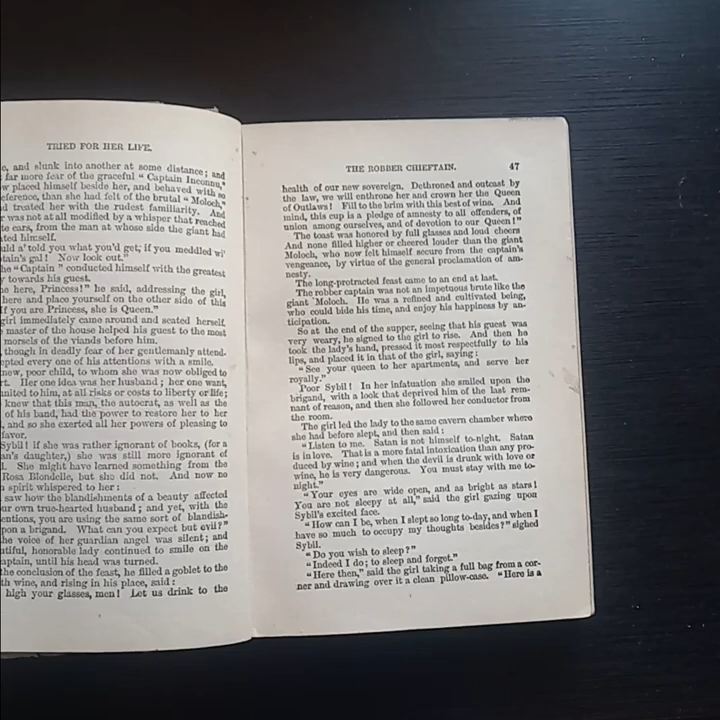 TRIED FOR HER LIFE.
and slunk into another at some distance; and
far more fear of the graceful "Captain Inconnu,"
placed himself beside her, and behaved with so
than she had felt of the brutal "Moloch,"
treated her with the rudest familiarity. And
was not at all modified by a whisper that reached
ears, from the man at whose side the giant had
himself.
a' told you what you'd get; if you meddled wi'
gal! Now look out."
"Captain" conducted himself with the greatest
towards his guest.
here, Princess!" he said, addressing the girl,
here and place yourself on the other side of this
If you are Princess, she is Queen."
girl immediately came around and seated herself.
master of the house helped his guest to the most
morsels of the viands before him.
though in deadly fear of her gentlemanly attend-
every one of his attentions with a smile.
poor child, to whom she was now obliged to
Her one idea was her husband; her one want,
to him, at all risks or costs to liberty or life;
knew that this man, the autocrat, as well as the
of his band, had the power to restore her to her
and so she exerted all her powers of pleasing to
favor.
Sybil! if she was rather ignorant of books, (for a
daughter,) she was still more ignorant of
She might have learned something from the
Rosa Blondelle, but she did not. And now no
spirit whispered to her:
saw how the blandishments of a beauty affected
own true-hearted husband; and yet, with the
you are using the same sort of blandish-
upon a brigand. What can you expect but evil?"
the voice of her guardian angel was silent; and
honorable lady continued to smile on the
until his head was turned.
the conclusion of the feast, he filled a goblet to the
wine, and rising in his place, said:
high your glasses, men! Let us drink to the
THE ROBBER CHIEFTAIN. 47
health of our new sovereign. Dethroned and outcast by
the law, we will enthrone her and crown her the Queen
of Outlaws! Fill to the brim with this best of wine. And
mind, this cup is a pledge of amnesty to all offenders, of
union among ourselves, and of devotion to our Queen!"
The toast was honored by full glasses and loud cheers
And none filled higher or cheered louder than the giant
Moloch, who now felt himself secure from the captain's
vengeance, by virtue of the general proclamation of am-
nesty.
The long-protracted feast came to an end at last.
The robber captain was not an impetuous brute like the
giant Moloch. He was a refined and cultivated being,
who could bide his time, and enjoy his happiness by an-
ticipation.
So at the end of the supper, seeing that his guest was
very weary, he signed to the girl to rise. And then he
took the lady's hand, pressed it most respectfully to his
lips, and placed it in that of the girl, saying:
"See your queen to her apartments, and serve her
royally."
Poor Sybil! In her infatuation she smiled upon the
brigand, with a look that deprived him of the last rem-
nant of reason, and then she followed her conductor from
the room.
The girl led the lady to the same cavern chamber where
she had before slept, and then said:
"Listen to me. Satan is not himself to-night. Satan
is in love. That is a more fatal intoxication than any pro-
duced by wine; and when the devil is drunk with love or
wine, he is very dangerous. You must stay with me to-
night."
"Your eyes are wide open, and as bright as stars!
You are not sleepy at all," said the girl gazing upon
Sybil's excited face.
"How can I be, when I slept so long to-day, and when I
have so much to occupy my thoughts besides?" sighed
Sybil.
"Do you wish to sleep?"
"Indeed I do; to sleep and forget."
"Here then," said the girl taking a full bag from a cor-
ner and drawing over it a clean pillow-case. "Here is a